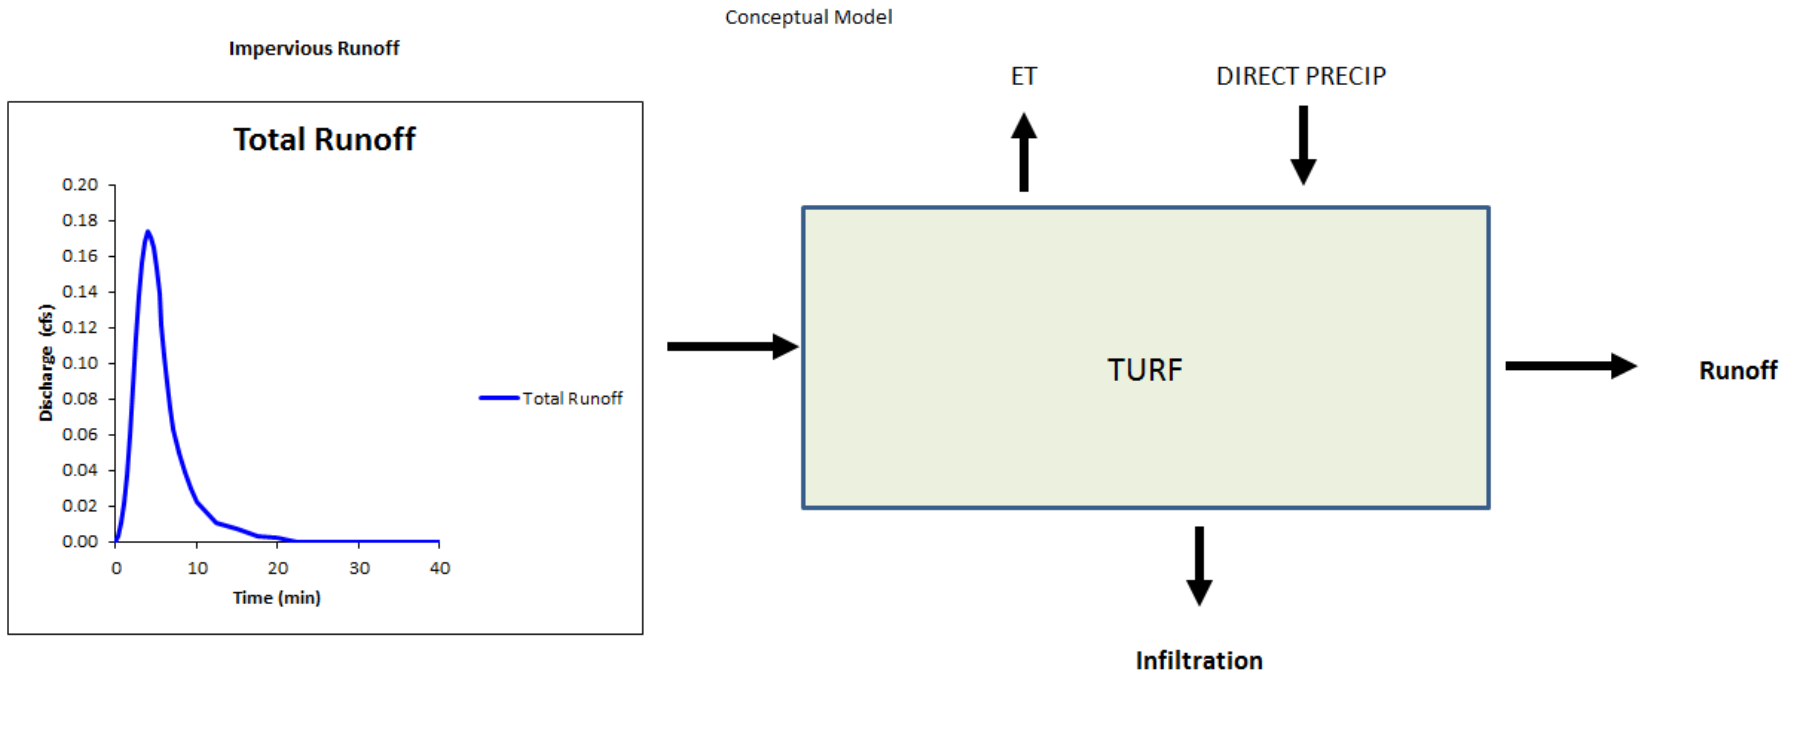 Conceptual Model
Impervious Runoff
ET
DIRECT PRECIP
Total Runoff
0.20
0.18
0.16
0.14
0.12
0.10
0.08
0.06
0.04
0.02
0.00
Discharge (cfs)
0 10 20 30 40
Time (min)
Total Runoff
TURF
Runoff
Infiltration